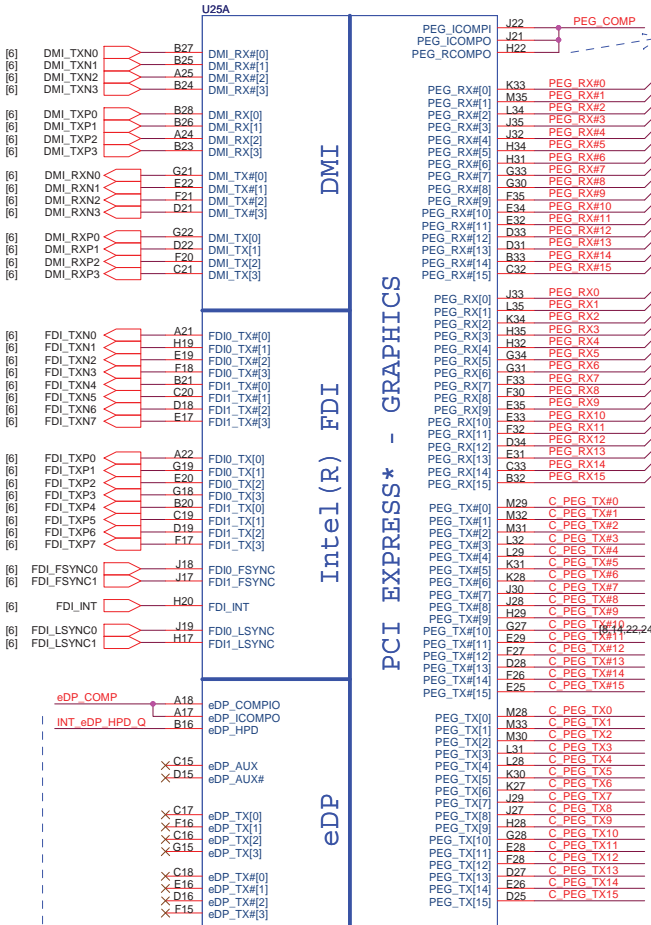 U25A
[6] DMI_TXN0 B27 DMI_RX#[0]
[6] DMI_TXN1 B25 DMI_RX#[1]
[6] DMI_TXN2 A25 DMI_RX#[2]
[6] DMI_TXN3 B24 DMI_RX#[3]
[6] DMI_TXP0 B28 DMI_RX[0]
[6] DMI_TXP1 B26 DMI_RX[1]
[6] DMI_TXP2 A24 DMI_RX[2]
[6] DMI_TXP3 B23 DMI_RX[3]
[6] DMI_RXN0 G21 DMI_TX#[0]
[6] DMI_RXN1 E22 DMI_TX#[1]
[6] DMI_RXN2 F21 DMI_TX#[2]
[6] DMI_RXN3 D21 DMI_TX#[3]
[6] DMI_RXP0 G22 DMI_TX[0]
[6] DMI_RXP1 D22 DMI_TX[1]
[6] DMI_RXP2 F20 DMI_TX[2]
[6] DMI_RXP3 C21 DMI_TX[3]
DMI
[6] FDI_TXN0 A21 FDI0_TX#[0]
[6] FDI_TXN1 H19 FDI0_TX#[1]
[6] FDI_TXN2 E19 FDI0_TX#[2]
[6] FDI_TXN3 F18 FDI0_TX#[3]
[6] FDI_TXN4 B21 FDI1_TX#[0]
[6] FDI_TXN5 C20 FDI1_TX#[1]
[6] FDI_TXN6 D18 FDI1_TX#[2]
[6] FDI_TXN7 E17 FDI1_TX#[3]
[6] FDI_TXP0 A22 FDI0_TX[0]
[6] FDI_TXP1 G19 FDI0_TX[1]
[6] FDI_TXP2 E20 FDI0_TX[2]
[6] FDI_TXP3 G18 FDI0_TX[3]
[6] FDI_TXP4 B20 FDI1_TX[0]
[6] FDI_TXP5 C19 FDI1_TX[1]
[6] FDI_TXP6 D19 FDI1_TX[2]
[6] FDI_TXP7 F17 FDI1_TX[3]
[6] FDI_FSYNC0 J18 FDI0_FSYNC
[6] FDI_FSYNC1 J17 FDI1_FSYNC
[6] FDI_INT H20 FDI_INT
[6] FDI_LSYNC0 J19 FDI0_LSYNC
[6] FDI_LSYNC1 H17 FDI1_LSYNC
Intel(R) FDI
eDP_COMP A18 eDP_COMPIO
A17 eDP_ICOMPO
INT_eDP_HPD_Q B16 eDP_HPD
C15 eDP_AUX
D15 eDP_AUX#
C17 eDP_TX[0]
F16 eDP_TX[1]
C16 eDP_TX[2]
G15 eDP_TX[3]
C18 eDP_TX#[0]
E16 eDP_TX#[1]
D16 eDP_TX#[2]
F15 eDP_TX#[3]
eDP
PCI EXPRESS* - GRAPHICS
PEG_ICOMPI J22 PEG_COMP
PEG_ICOMPO J21
PEG_RCOMPO H22
PEG_RX#[0] K33 PEG_RX#0
PEG_RX#[1] M35 PEG_RX#1
PEG_RX#[2] L34 PEG_RX#2
PEG_RX#[3] J35 PEG_RX#3
PEG_RX#[4] J32 PEG_RX#4
PEG_RX#[5] H34 PEG_RX#5
PEG_RX#[6] H31 PEG_RX#6
PEG_RX#[7] G33 PEG_RX#7
PEG_RX#[8] G30 PEG_RX#8
PEG_RX#[9] F35 PEG_RX#9
PEG_RX#[10] E34 PEG_RX#10
PEG_RX#[11] E32 PEG_RX#11
PEG_RX#[12] D33 PEG_RX#12
PEG_RX#[13] D31 PEG_RX#13
PEG_RX#[14] B33 PEG_RX#14
PEG_RX#[15] C32 PEG_RX#15
PEG_RX[0] J33 PEG_RX0
PEG_RX[1] L35 PEG_RX1
PEG_RX[2] K34 PEG_RX2
PEG_RX[3] H35 PEG_RX3
PEG_RX[4] H32 PEG_RX4
PEG_RX[5] G34 PEG_RX5
PEG_RX[6] G31 PEG_RX6
PEG_RX[7] F33 PEG_RX7
PEG_RX[8] F30 PEG_RX8
PEG_RX[9] E35 PEG_RX9
PEG_RX[10] E33 PEG_RX10
PEG_RX[11] F32 PEG_RX11
PEG_RX[12] D34 PEG_RX12
PEG_RX[13] E31 PEG_RX13
PEG_RX[14] C33 PEG_RX14
PEG_RX[15] B32 PEG_RX15
PEG_TX#[0] M29 C_PEG_TX#0
PEG_TX#[1] M32 C_PEG_TX#1
PEG_TX#[2] M31 C_PEG_TX#2
PEG_TX#[3] L32 C_PEG_TX#3
PEG_TX#[4] L29 C_PEG_TX#4
PEG_TX#[5] K31 C_PEG_TX#5
PEG_TX#[6] K28 C_PEG_TX#6
PEG_TX#[7] J30 C_PEG_TX#7
PEG_TX#[8] J28 C_PEG_TX#8
PEG_TX#[9] H29 C_PEG_TX#9
PEG_TX#[10] G27 C_PEG_TX#10
PEG_TX#[11] E29 C_PEG_TX#11
PEG_TX#[12] F27 C_PEG_TX#12
PEG_TX#[13] D28 C_PEG_TX#13
PEG_TX#[14] F26 C_PEG_TX#14
PEG_TX#[15] E25 C_PEG_TX#15
PEG_TX[0] M28 C_PEG_TX0
PEG_TX[1] M33 C_PEG_TX1
PEG_TX[2] M30 C_PEG_TX2
PEG_TX[3] L31 C_PEG_TX3
PEG_TX[4] L28 C_PEG_TX4
PEG_TX[5] K30 C_PEG_TX5
PEG_TX[6] K27 C_PEG_TX6
PEG_TX[7] J29 C_PEG_TX7
PEG_TX[8] J27 C_PEG_TX8
PEG_TX[9] H28 C_PEG_TX9
PEG_TX[10] G28 C_PEG_TX10
PEG_TX[11] E28 C_PEG_TX11
PEG_TX[12] F28 C_PEG_TX12
PEG_TX[13] D27 C_PEG_TX13
PEG_TX[14] E26 C_PEG_TX14
PEG_TX[15] D25 C_PEG_TX15